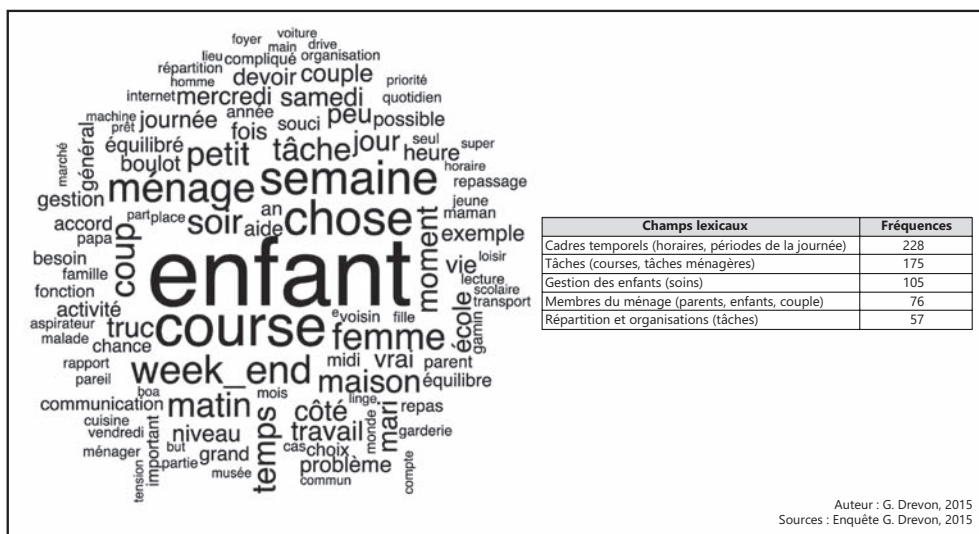 voiture
foyer main drive
lieu compliqué organisation
répartition devoir couple priorité
homme
internet mercredi samedi quotidien
machine journée année souci peu possible
prêt fois
marché général équilibré petit tâche jour seul super
boulot heure horaire
gestion ménage semaine repassage
accord part place soir an aide chose jeune maman
papa coup moment exemple
besoin enfant vie loisir
famille lecture
fonction scolaire
activité transport
aspirateur truc course e voisin fille femme école gamin
malade chance
rapport week_end midi vrai parent
pareil boa mois maison équilibre
communication matin temps côté linge mari repas
cuisine travail monde garderie
vendredi niveau
ménager important but grand cas choix
tension partie musée problème compte
commun
Champs lexicaux Fréquences
Cadres temporels (horaires, périodes de la journée) 228
Tâches (courses, tâches ménagères) 175
Gestion des enfants (soins) 105
Membres du ménage (parents, enfants, couple) 76
Répartition et organisations (tâches) 57
Auteur : G. Drevon, 2015
Sources : Enquête G. Drevon, 2015